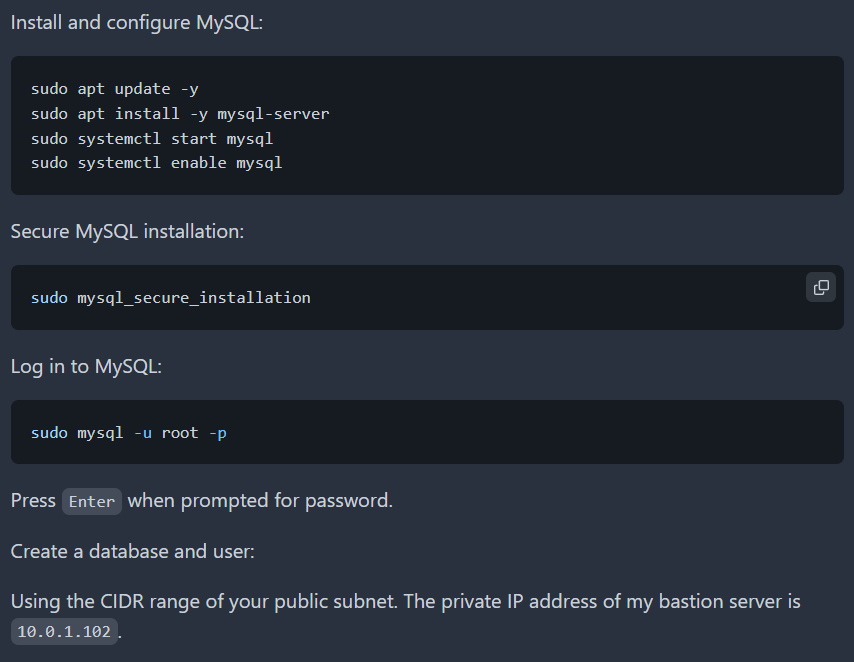 Install and configure MySQL:
sudo apt update -y
sudo apt install -y mysql-server
sudo systemctl start mysql
sudo systemctl enable mysql
Secure MySQL installation:
sudo mysql_secure_installation
Log in to MySQL:
sudo mysql -u root -p
Press Enter when prompted for password.
Create a database and user:
Using the CIDR range of your public subnet. The private IP address of my bastion server is
10.0.1.102.